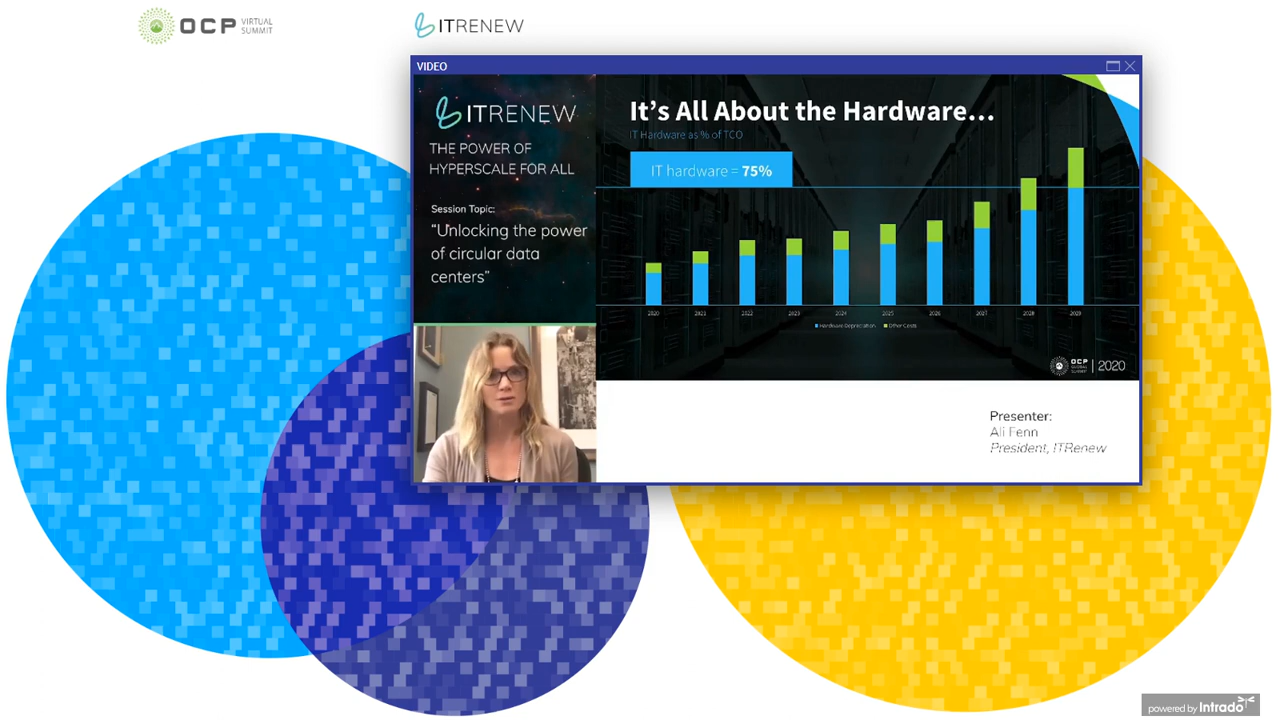 OCP VIRTUAL SUMMIT
ITRENEW
VIDEO
ITRENEW
THE POWER OF
HYPERSCALE FOR ALL
Session Topic:
"Unlocking the power
of circular data
centers"
It's All About the Hardware...
IT Hardware as % of TCO
IT hardware = 75%
2020 2021 2022 2023 2024 2025 2026 2027 2028 2029
Hardware Depreciation Other Costs
OCP GLOBAL SUMMIT | 2020
Presenter:
Ali Fenn
President, ITRenew
powered by Intrado